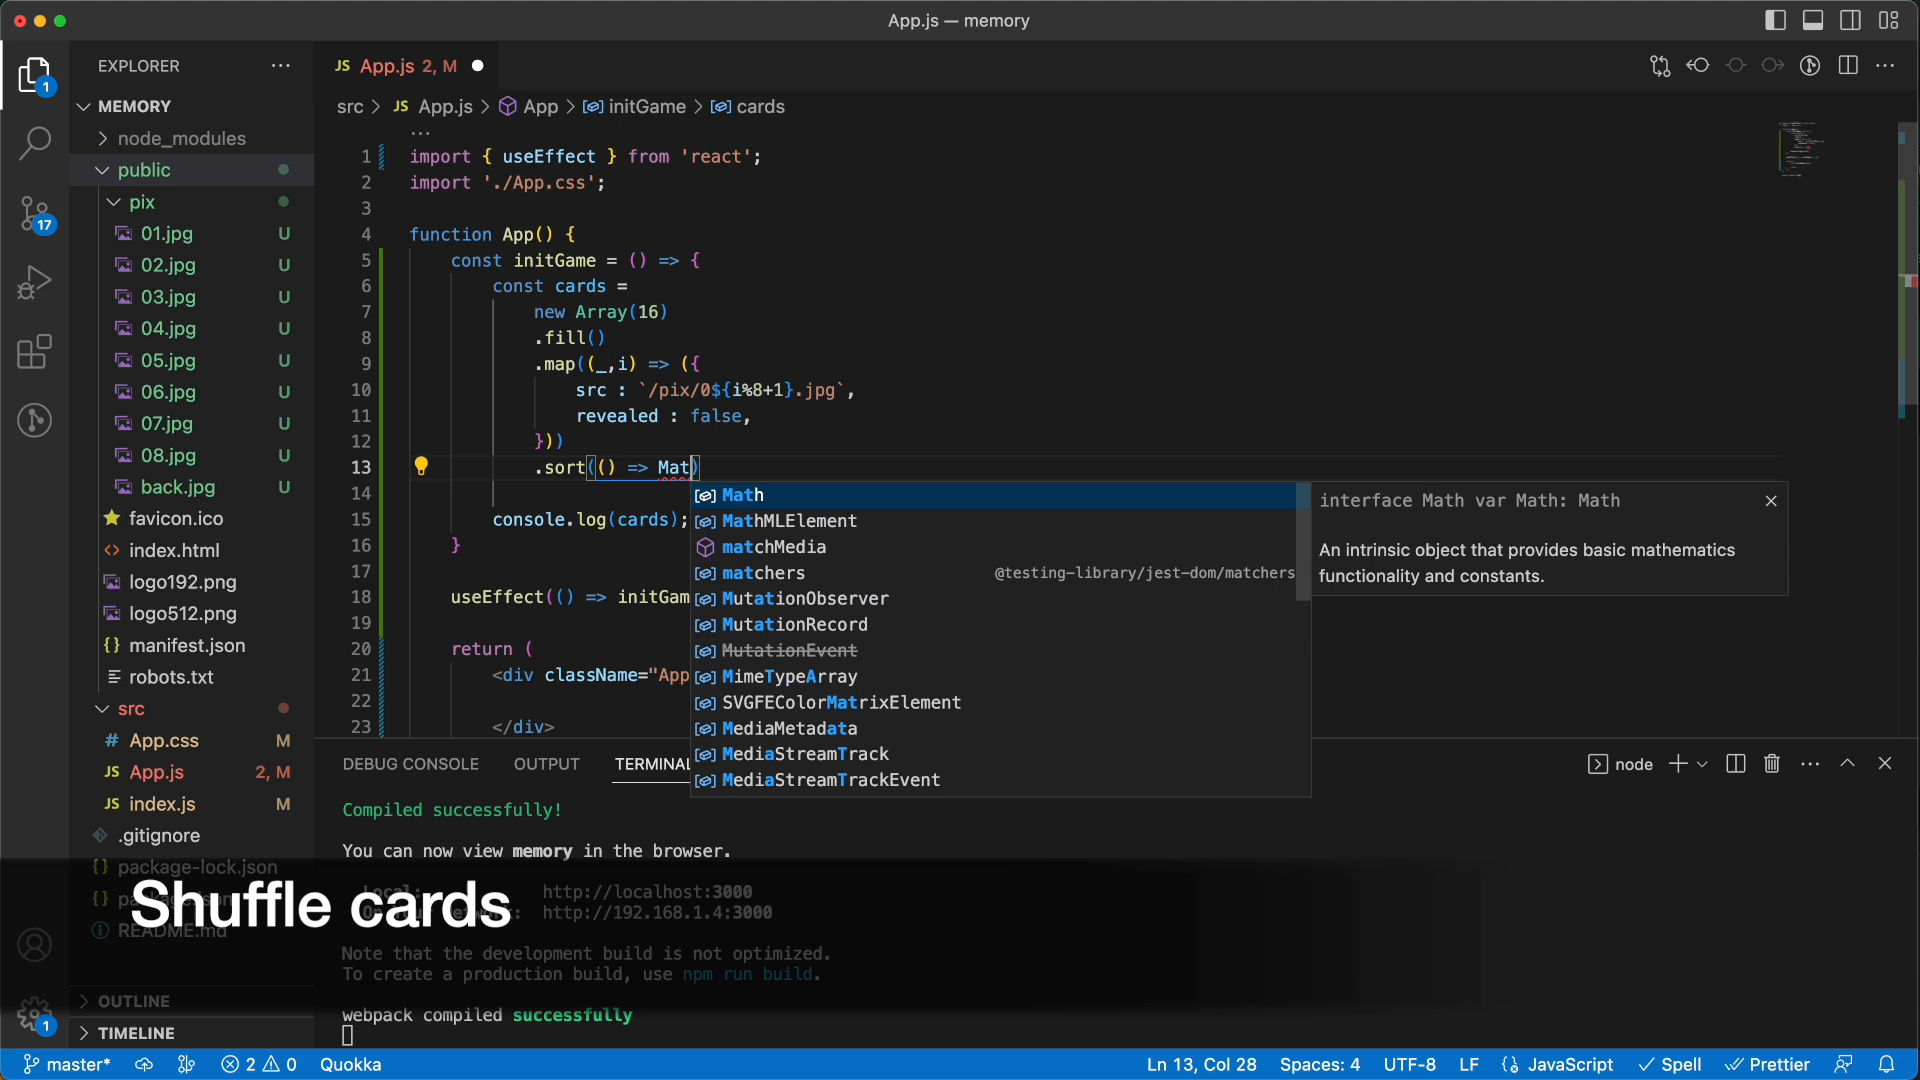 App.js — memory
EXPLORER
JS App.js 2, M
1
MEMORY
src > JS App.js > App > initGame > cards
node_modules
public
pix
01.jpg U
02.jpg U
03.jpg U
04.jpg U
05.jpg U
06.jpg U
07.jpg U
08.jpg U
back.jpg U
favicon.ico
index.html
logo192.png
logo512.png
manifest.json
robots.txt
src
App.css M
JS App.js 2, M
JS index.js M
.gitignore
package-lock.json
README.md
OUTLINE
TIMELINE
17
1
...
1 import { useEffect } from 'react';
2 import './App.css';
3
4 function App() {
5 const initGame = () => {
6 const cards =
7 new Array(16)
8 .fill()
9 .map((_,i) => ({
10 src : `/pix/0${i%8+1}.jpg`,
11 revealed : false,
12 }))
13 .sort(() => Mat)
14
15 console.log(cards);
16 }
17
18 useEffect(() => initGam
19
20 return (
21 <div className="App
22
23 </div>
Math
MathMLElement
matchMedia
matchers @testing-library/jest-dom/matchers
MutationObserver
MutationRecord
MutationEvent
MimeTypeArray
SVGFEColorMatrixElement
MediaMetadata
MediaStreamTrack
MediaStreamTrackEvent
interface Math var Math: Math
An intrinsic object that provides basic mathematics
functionality and constants.
DEBUG CONSOLE OUTPUT TERMINAL
node
Compiled successfully!
You can now view memory in the browser.
Local: http://localhost:3000
http://192.168.1.4:3000
Shuffle cards
Note that the development build is not optimized.
To create a production build, use npm run build.
webpack compiled successfully
master* 2 0 Quokka
Ln 13, Col 28 Spaces: 4 UTF-8 LF JavaScript Spell Prettier